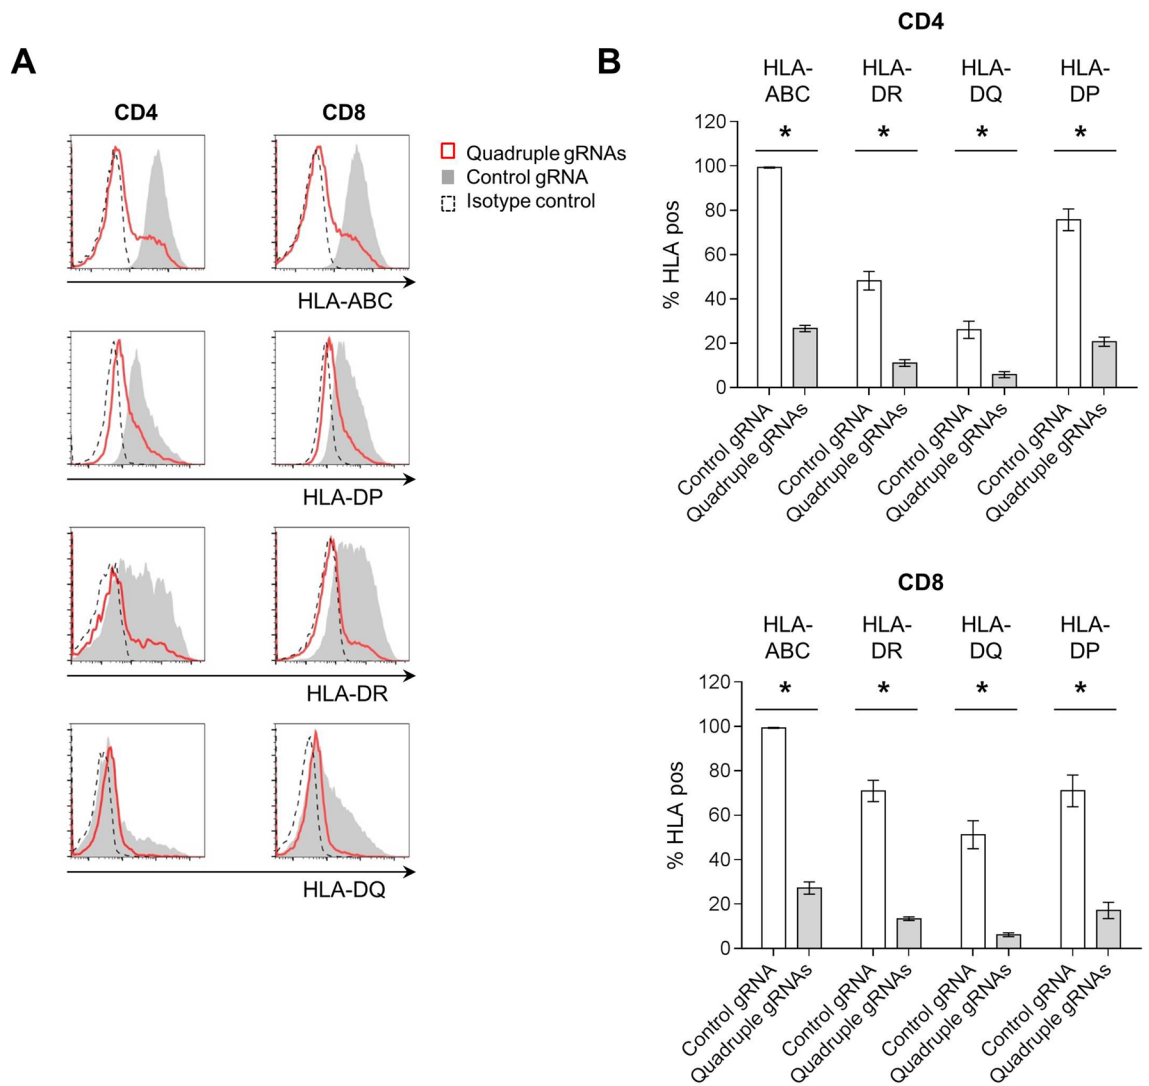 A
CD4
CD8
Quadruple gRNAs
Control gRNA
Isotype control
HLA-ABC
HLA-DP
HLA-DR
HLA-DQ
B
CD4
HLA-
ABC
HLA-
DR
HLA-
DQ
HLA-
DP
* * * *
120
100
80
60
40
20
0
% HLA pos
Control gRNA
Quadruple gRNAs
Control gRNA
Quadruple gRNAs
Control gRNA
Quadruple gRNAs
Control gRNA
Quadruple gRNAs
CD8
HLA-
ABC
HLA-
DR
HLA-
DQ
HLA-
DP
* * * *
120
100
80
60
40
20
0
% HLA pos
Control gRNA
Quadruple gRNAs
Control gRNA
Quadruple gRNAs
Control gRNA
Quadruple gRNAs
Control gRNA
Quadruple gRNAs